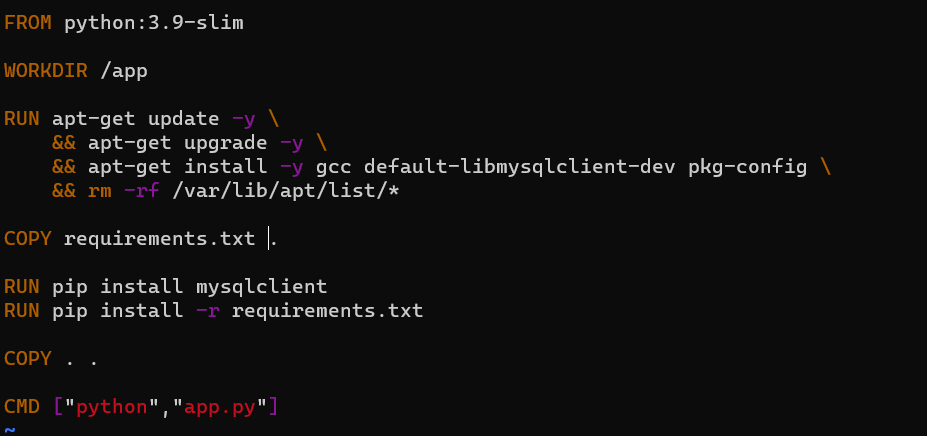 FROM python:3.9-slim
WORKDIR /app
RUN apt-get update -y \
    && apt-get upgrade -y \
    && apt-get install -y gcc default-libmysqlclient-dev pkg-config \
    && rm -rf /var/lib/apt/list/*
COPY requirements.txt .
RUN pip install mysqlclient
RUN pip install -r requirements.txt
COPY . .
CMD ["python","app.py"]
~